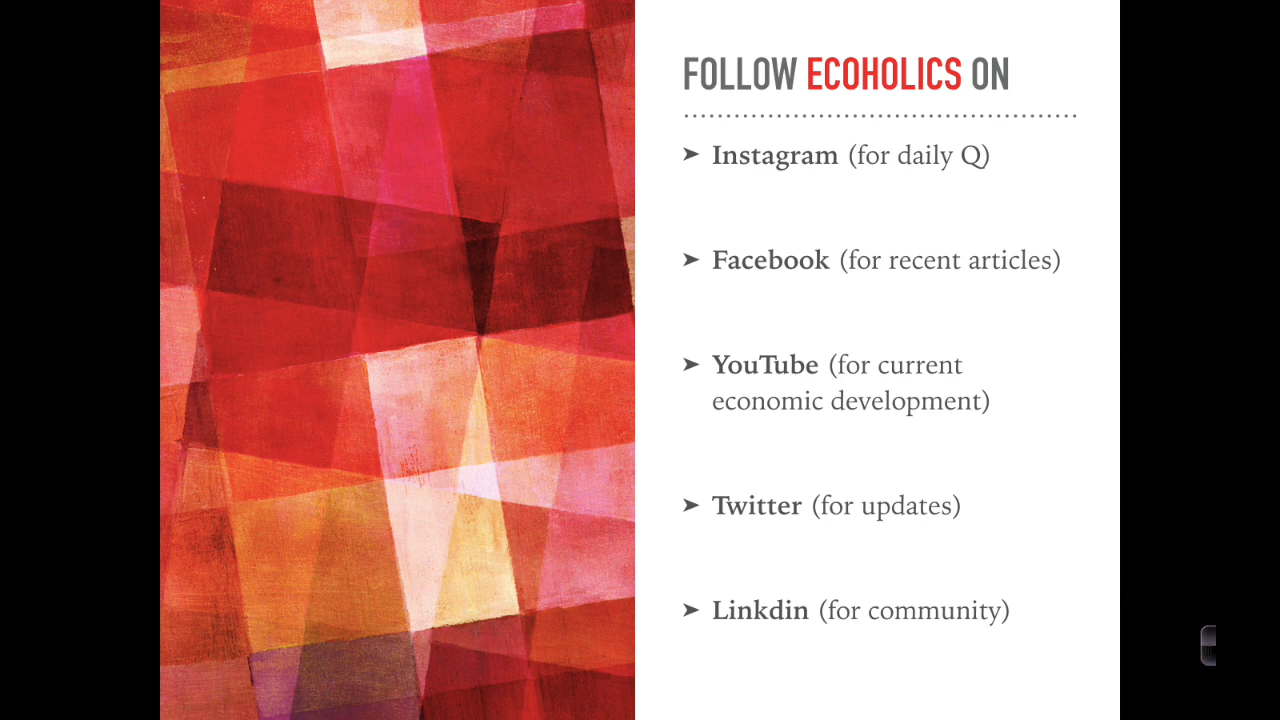 FOLLOW ECOHOLICS ON
➤ Instagram (for daily Q)
➤ Facebook (for recent articles)
➤ YouTube (for current
economic development)
➤ Twitter (for updates)
➤ Linkdin (for community)